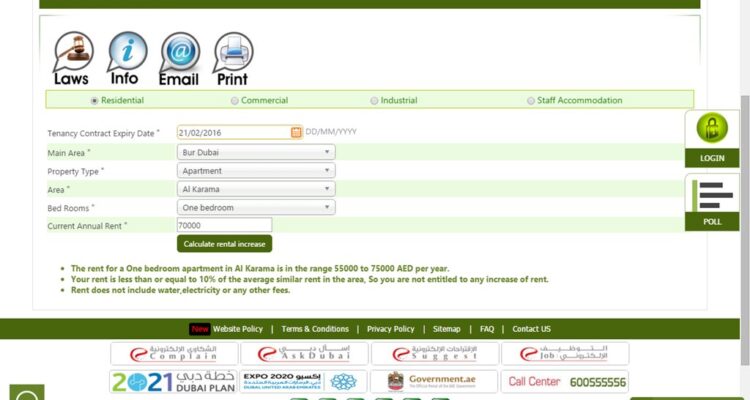 Laws Info Email Print
Residential Commercial Industrial Staff Accommodation
Tenancy Contract Expiry Date * 21/02/2016 DD/MM/YYYY
Main Area * Bur Dubai
Property Type * Apartment
Area * Al Karama
Bed Rooms * One bedroom
Current Annual Rent * 70000
Calculate rental increase
LOGIN
POLL
• The rent for a One bedroom apartment in Al Karama is in the range 55000 to 75000 AED per year.
• Your rent is less than or equal to 10% of the average similar rent in the area, So you are not entitled to any increase of rent.
• Rent does not include water,electricity or any other fees.
New Website Policy | Terms & Conditions | Privacy Policy | Sitemap | FAQ | Contact US
الشكاوى الإلكترونية
Complain
اسأل دبي
AskDubai
الإقتراحات الإلكترونية
Suggest
التوظيف الإلكتروني
Job
2021 خطة دبي
DUBAI PLAN
EXPO 2020 إكسبو
DUBAI, UNITED ARAB EMIRATES
Government.ae
Call Center 600555556